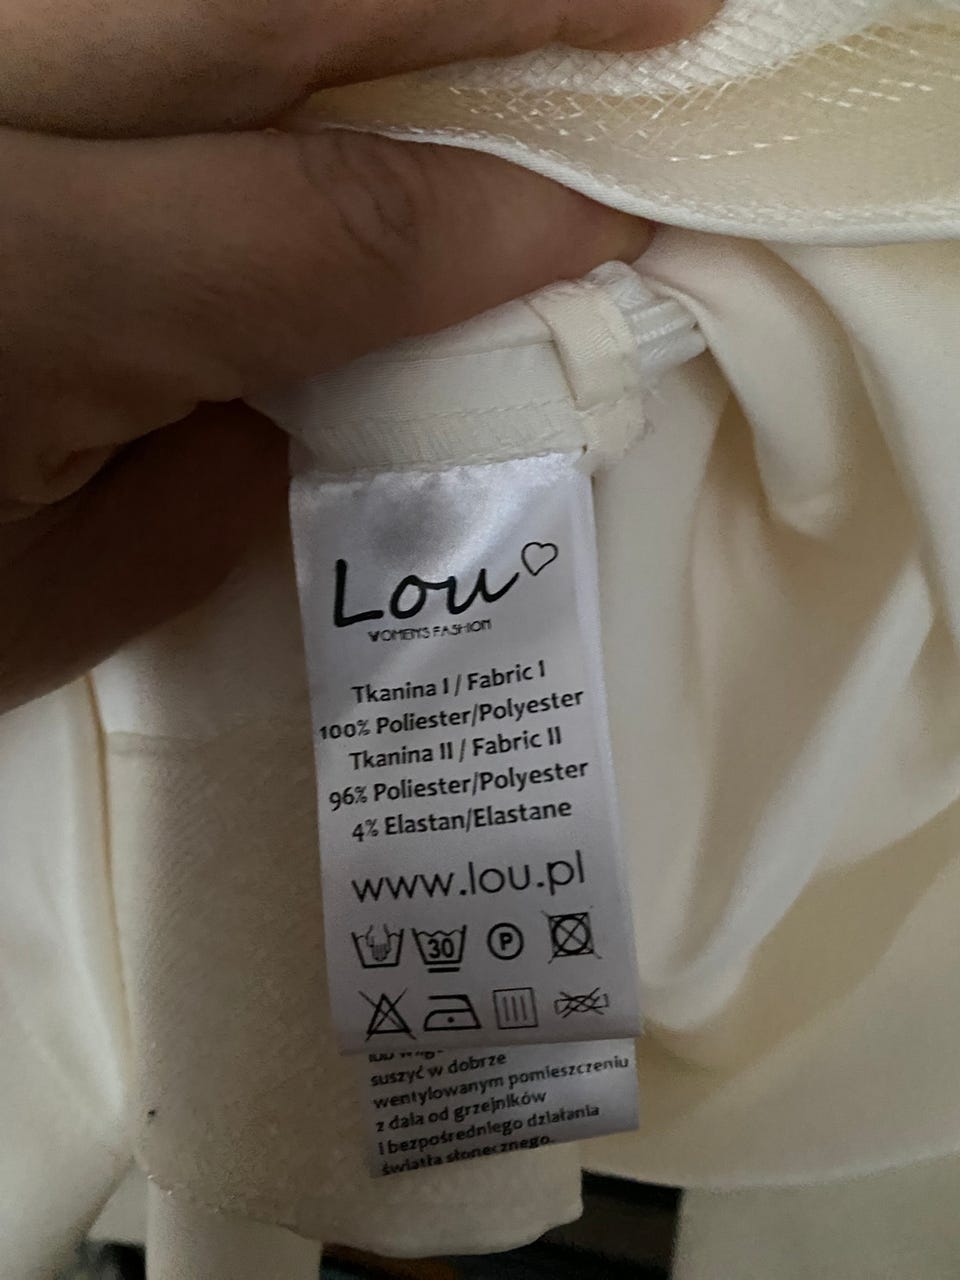 Lou
WOMEN'S FASHION
Tkanina I / Fabric I
100% Poliester/Polyester
Tkanina II / Fabric II
96% Poliester/Polyester
4% Elastan/Elastane
www.lou.pl
30 P
suszyć w dobrze
wentylowanym pomieszczeniu
z dala od grzejników
i bezpośredniego działania
światła słonecznego.